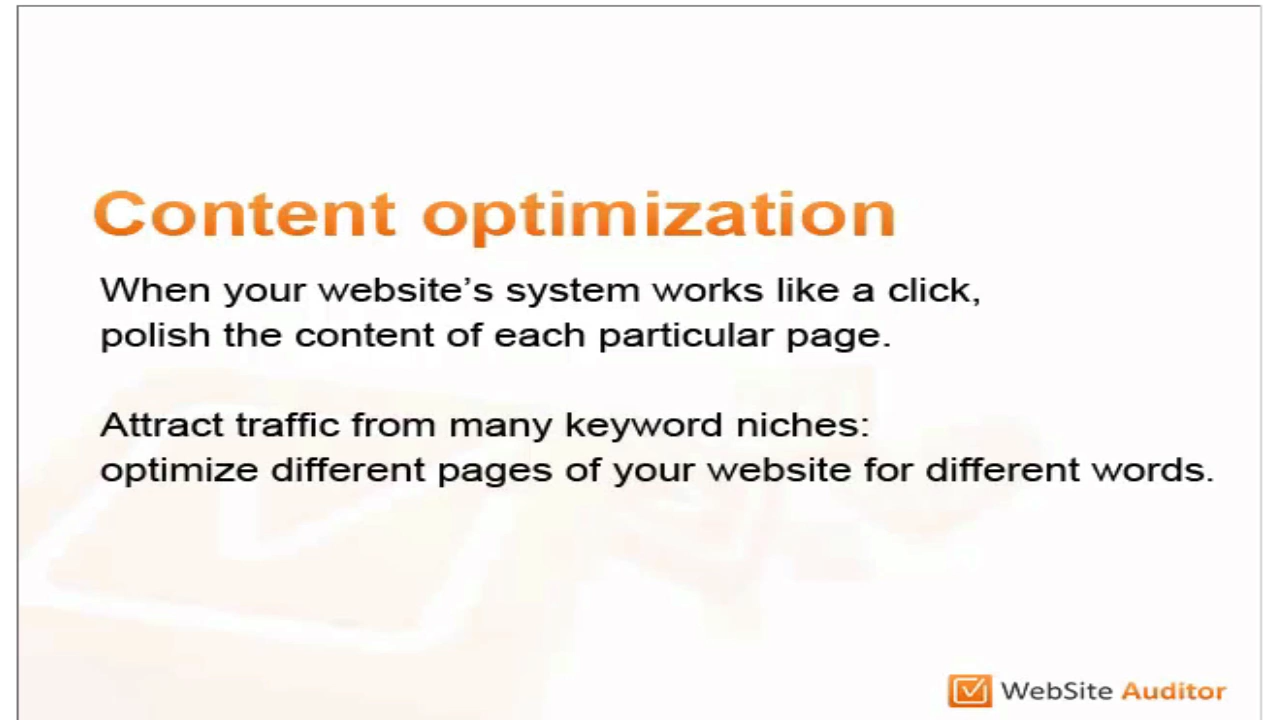 Content optimization
When your website’s system works like a click,
polish the content of each particular page.
Attract traffic from many keyword niches:
optimize different pages of your website for different words.
WebSite Auditor